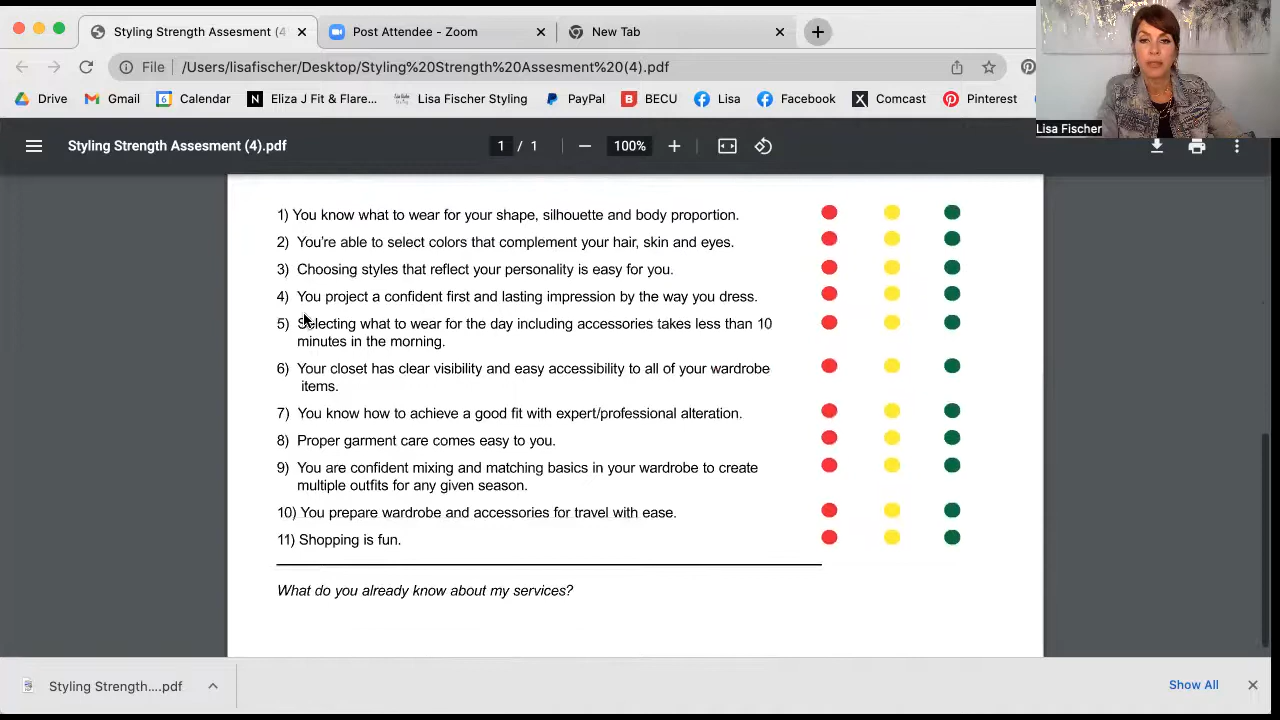 Styling Strength Assesment (4
Post Attendee - Zoom
New Tab
File
/Users/lisafischer/Desktop/Styling%20Strength%20Assesment%20(4).pdf
Drive
Gmail
6
Calendar
N
Eliza J Fit & Flare...
Lisa Fischer Styling
PayPal
B
BECU
Lisa
Facebook
X
Comcast
Pinterest
Lisa Fischer
Styling Strength Assesment (4).pdf
1 / 1
100%
1) You know what to wear for your shape, silhouette and body proportion.
2) You're able to select colors that complement your hair, skin and eyes.
3) Choosing styles that reflect your personality is easy for you.
4) You project a confident first and lasting impression by the way you dress.
5) Selecting what to wear for the day including accessories takes less than 10
minutes in the morning.
6) Your closet has clear visibility and easy accessibility to all of your wardrobe
items.
7) You know how to achieve a good fit with expert/professional alteration.
8) Proper garment care comes easy to you.
9) You are confident mixing and matching basics in your wardrobe to create
multiple outfits for any given season.
10) You prepare wardrobe and accessories for travel with ease.
11) Shopping is fun.
What do you already know about my services?
Styling Strength....pdf
Show All